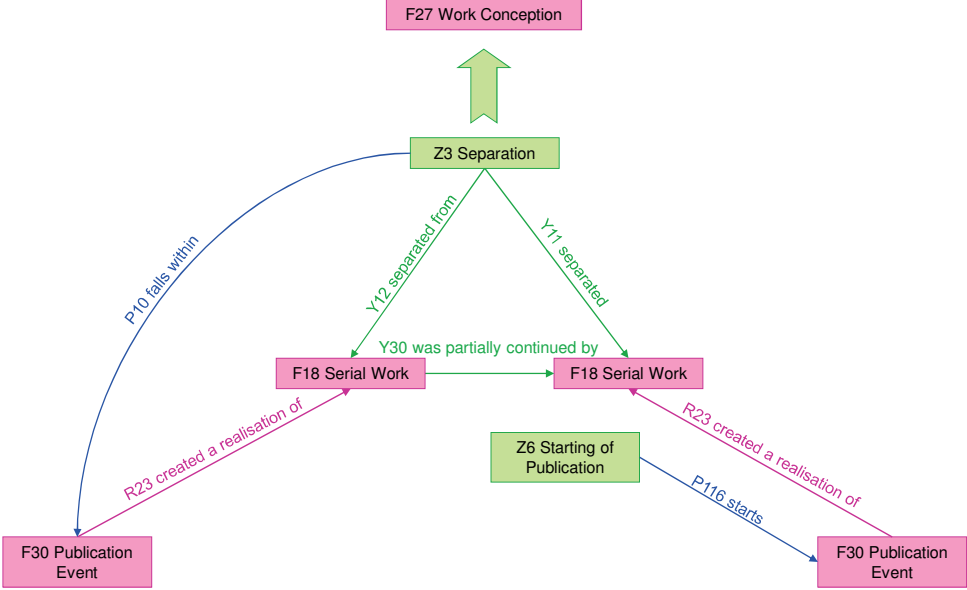 F27 Work Conception
Z3 Separation
P10 falls within
Y12 separated from
Y11 separated
Y30 was partially continued by
F18 Serial Work
F18 Serial Work
R23 created a realisation of
Z6 Starting of
Publication
R23 created a realisation of
P116 starts
F30 Publication
Event
F30 Publication
Event